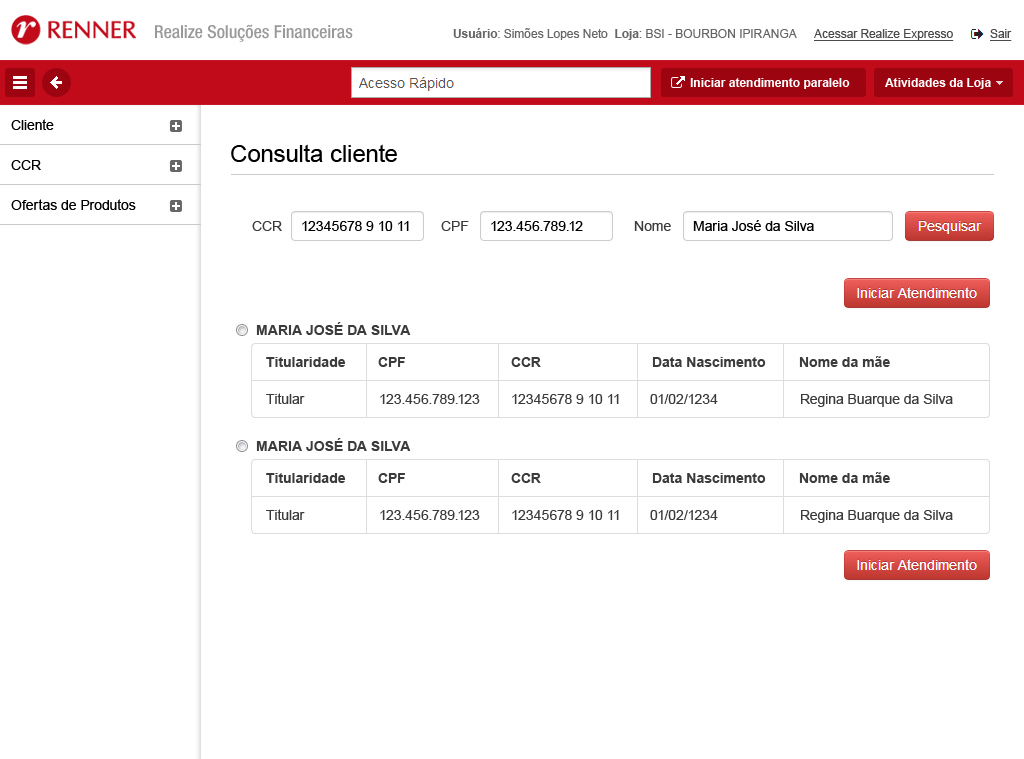 r RENNER Realize Soluções Financeiras
Usuário: Simões Lopes Neto Loja: BSI - BOURBON IPIRANGA Acessar Realize Expresso Sair
Acesso Rápido Iniciar atendimento paralelo Atividades da Loja
Cliente
CCR
Ofertas de Produtos
Consulta cliente
CCR 12345678 9 10 11 CPF 123.456.789.12 Nome Maria José da Silva Pesquisar
Iniciar Atendimento
MARIA JOSÉ DA SILVA
Titularidade CPF CCR Data Nascimento Nome da mãe
Titular 123.456.789.123 12345678 9 10 11 01/02/1234 Regina Buarque da Silva
MARIA JOSÉ DA SILVA
Titularidade CPF CCR Data Nascimento Nome da mãe
Titular 123.456.789.123 12345678 9 10 11 01/02/1234 Regina Buarque da Silva
Iniciar Atendimento